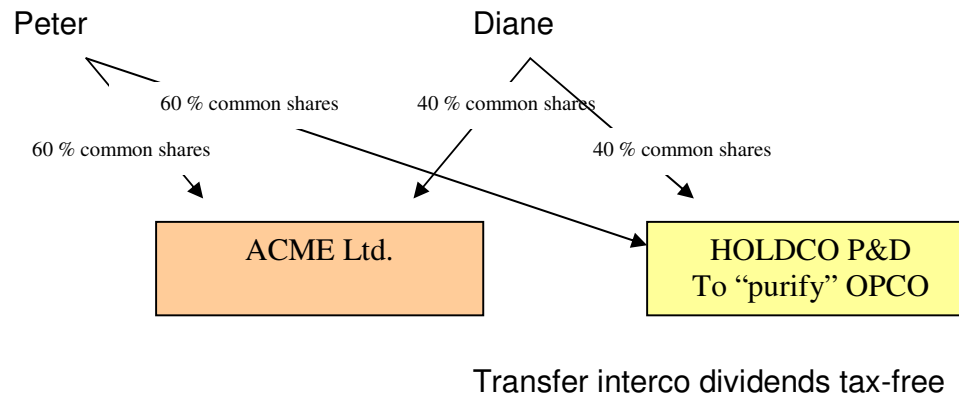 Peter
Diane
60 % common shares
40 % common shares
60 % common shares
40 % common shares
ACME Ltd.
HOLDCO P&D
To “purify” OPCO
Transfer interco dividends tax-free